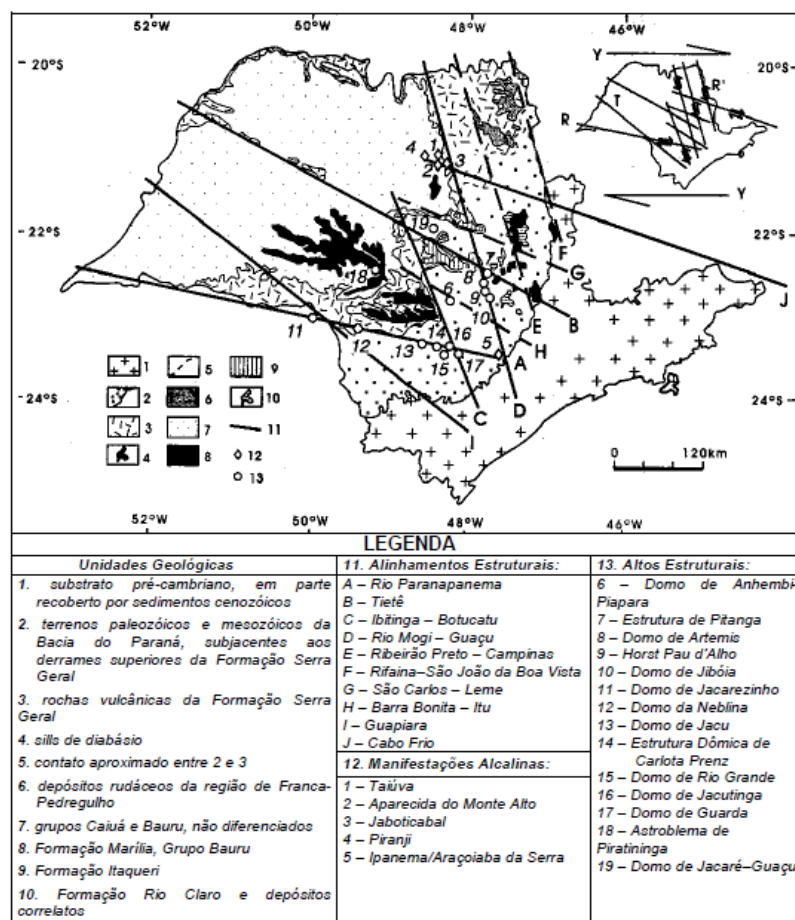 52°W
50°W
48°W
46°W
20°S
20°S
Y
R'
T
R
Y
4
1
2
3
22°S
22°S
19
F
7
G
18
8
J
6
9
10
E
B
5
H
11
14
16
12
13
A
15
17
24°S
24°S
C
D
I
1
5
9
2
6
10
3
7
11
4
8
12
13
0
120km
52°W
50°W
48°W
46°W
LEGENDA
Unidades Geológicas
1. substrato pré-cambriano, em parte
recoberto por sedimentos cenozóicos
2. terrenos paleozóicos e mesozóicos da
Bacia do Paraná, subjacentes aos
derrames superiores da Formação Serra
Geral
3. rochas vulcânicas da Formação Serra
Geral
4. sills de diabásio
5. contato aproximado entre 2 e 3
6. depósitos rudáceos da região de Franca-
Pedregulho
7. grupos Caiuá e Bauru, não diferenciados
8. Formação Marília, Grupo Bauru
9. Formação Itaqueri
10. Formação Rio Claro e depósitos
correlatos
11. Alinhamentos Estruturais:
A – Rio Paranapanema
B – Tietê
C – Ibitinga – Botucatu
D – Rio Mogi – Guaçu
E – Ribeirão Preto – Campinas
F – Rifaina–São João da Boa Vista
G – São Carlos – Leme
H – Barra Bonita – Itu
I – Guapiara
J – Cabo Frio
12. Manifestações Alcalinas:
1 – Taiúva
2 – Aparecida do Monte Alto
3 – Jaboticabal
4 – Piranji
5 – Ipanema/Araçoiaba da Serra
13. Altos Estruturais:
6 – Domo de Anhembi-
Piapara
7 – Estrutura de Pitanga
8 – Domo de Artemis
9 – Horst Pau d'Alho
10 – Domo de Jibóia
11 – Domo de Jacarezinho
12 – Domo da Neblina
13 – Domo de Jacu
14 – Estrutura Dômica de
Carlota Prenz
15 – Domo de Rio Grande
16 – Domo de Jacutinga
17 – Domo de Guarda
18 – Astroblema de
Piratininga
19 – Domo de Jacaré–Guaçu